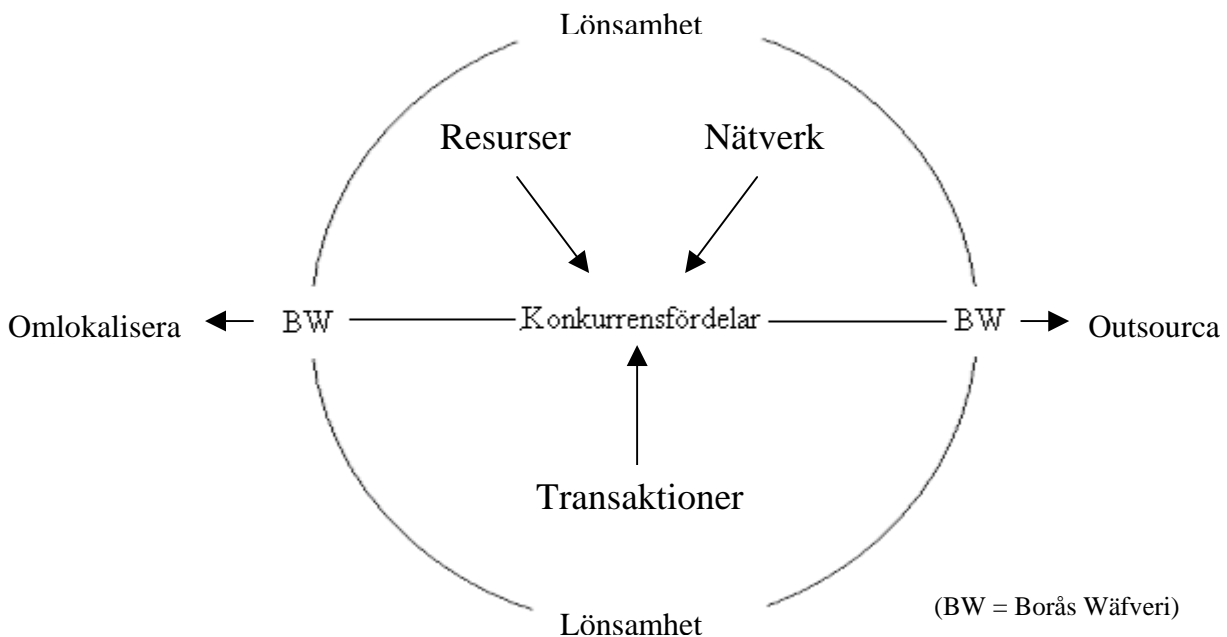 Lönsamhet
Resurser Nätverk
Omlokalisera BW Konkurrensfördelar BW Outsourca
Transaktioner
(BW = Borås Wäfveri)
Lönsamhet